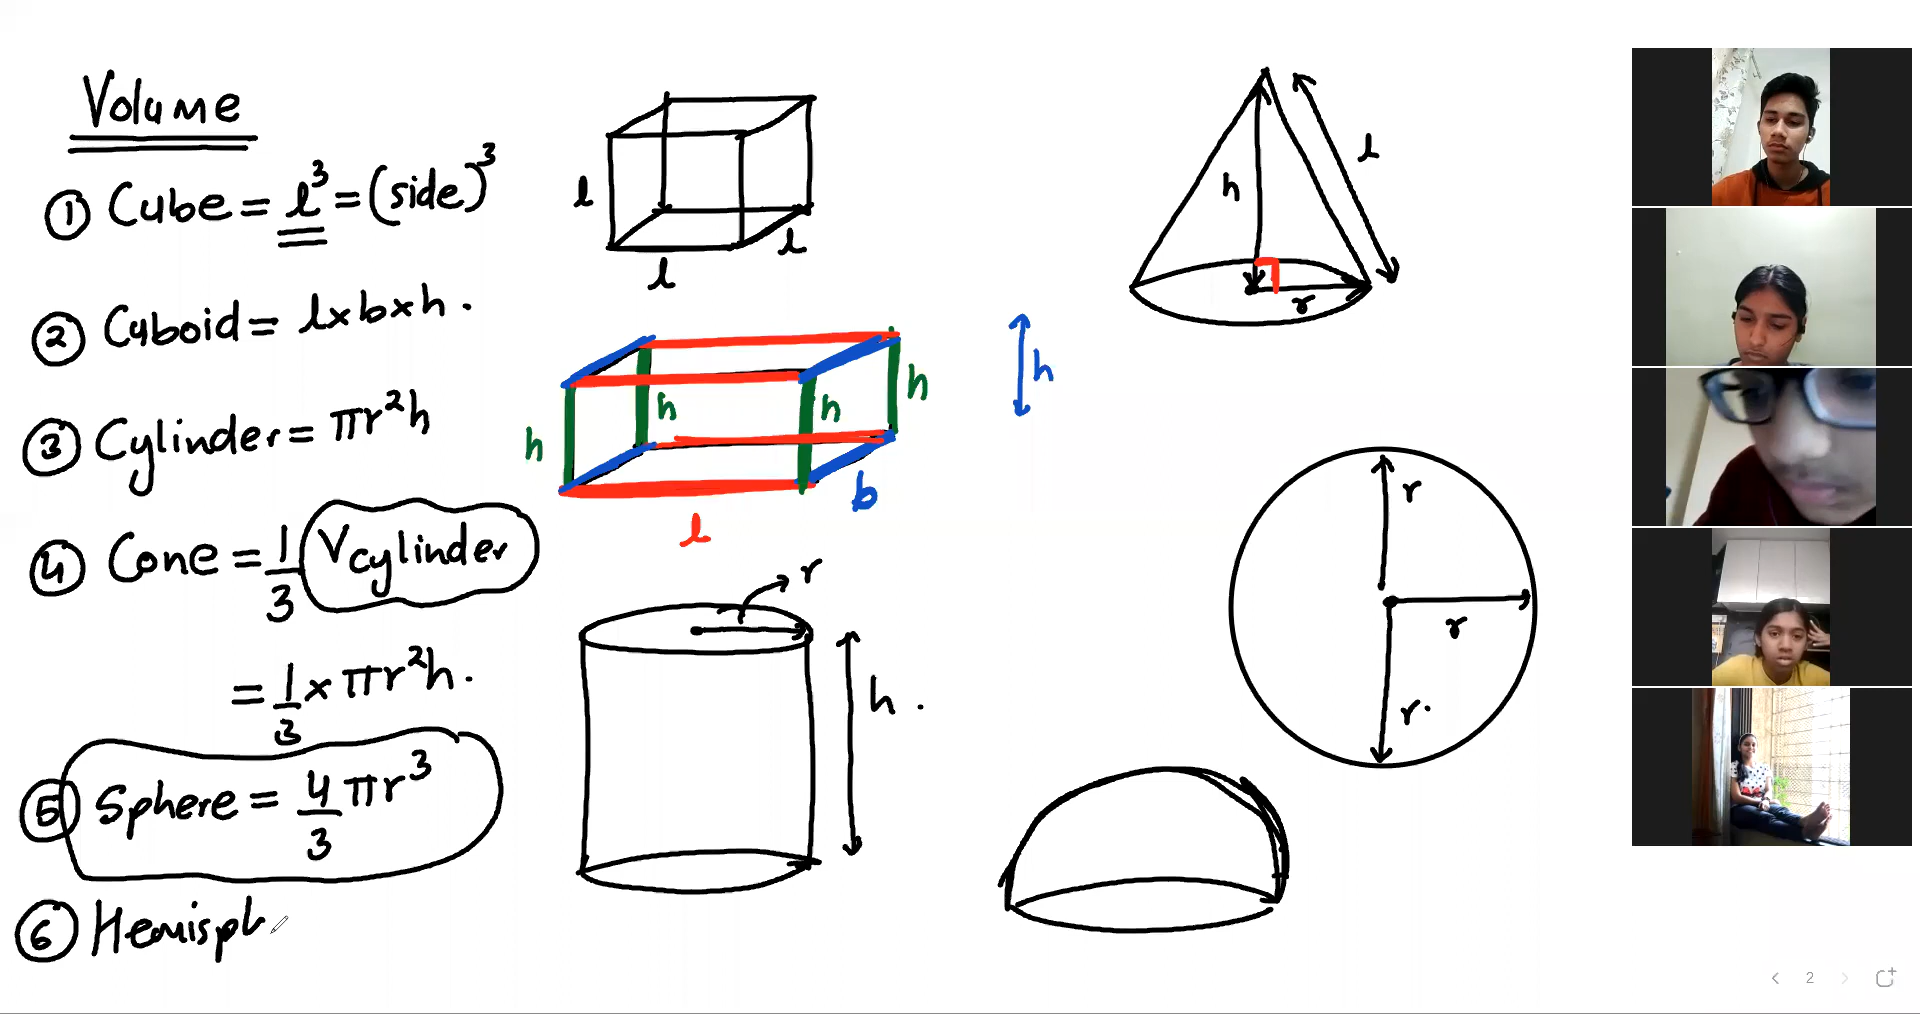 Volume
① Cube = l³ = (side)³
② Cuboid = l×b×h.
③ Cylinder = πr²h
④ Cone = 1/3 Vcylinder
= 1/3 × πr²h.
⑤ Sphere = 4/3 πr³
⑥ Hemisph
l
l
l
h
h
h
h
b
l
r
h.
h
l
r
h
r
r
r.
2